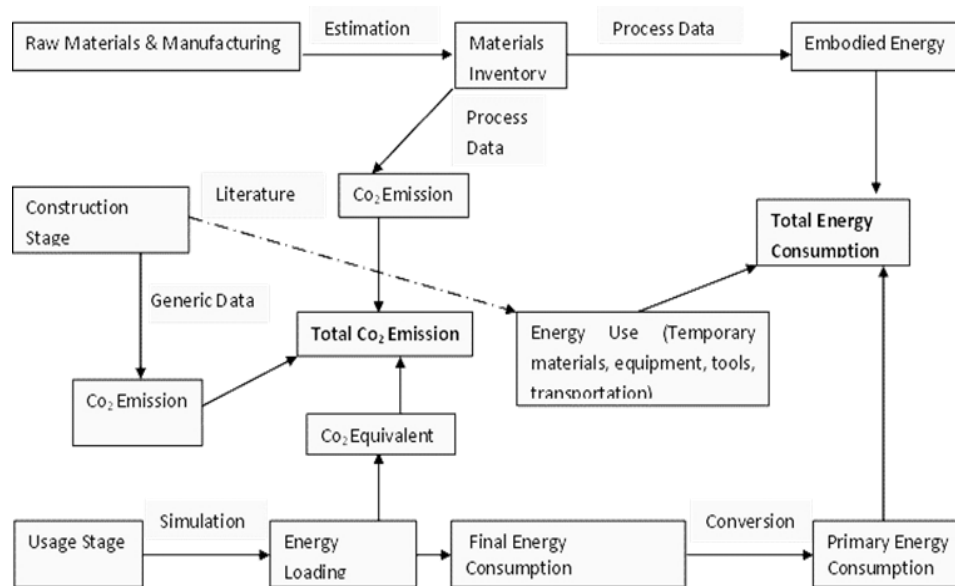 Raw Materials & Manufacturing
Estimation
Materials
Inventory
Process Data
Embodied Energy
Process
Data
Co₂ Emission
Construction
Stage
Literature
Total Energy
Consumption
Generic Data
Total Co₂ Emission
Energy Use (Temporary
materials, equipment, tools,
transportation)
Co₂ Emission
Co₂ Equivalent
Usage Stage
Simulation
Energy
Loading
Final Energy
Consumption
Conversion
Primary Energy
Consumption